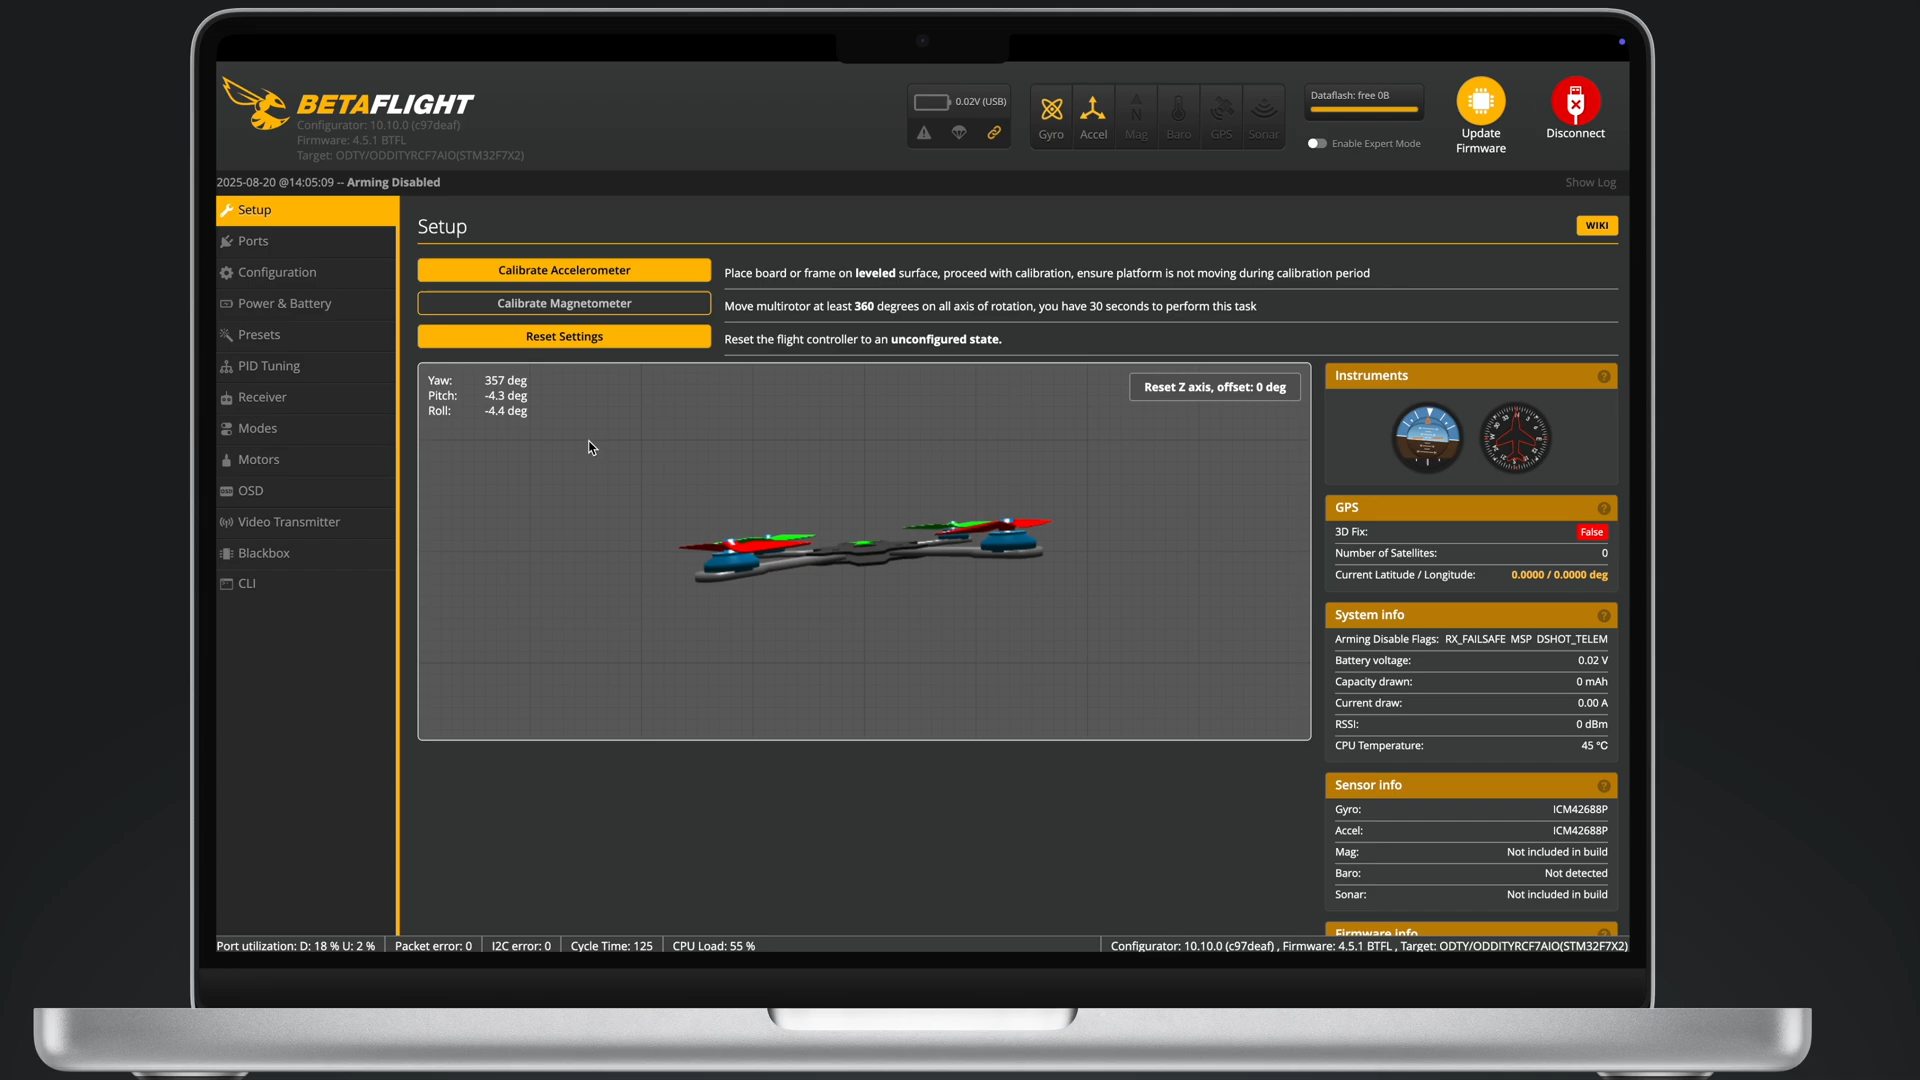 BETAFLIGHT
Configurator: 10.10.0 (c97deaf)
Firmware: 4.5.1 BTFL
Target: ODTY/ODDITYRCF7AIO(STM32F7X2)
0.02V (USB)
Gyro
Accel
Mag
Baro
GPS
Sonar
Dataflash: free 0B
Enable Expert Mode
Update
Firmware
Disconnect
2025-08-20 @14:05:09 -- Arming Disabled
Show Log
Setup
Ports
Configuration
Power & Battery
Presets
PID Tuning
Receiver
Modes
Motors
OSD
Video Transmitter
Blackbox
CLI
Setup
WIKI
Calibrate Accelerometer
Place board or frame on leveled surface, proceed with calibration, ensure platform is not moving during calibration period
Calibrate Magnetometer
Move multirotor at least 360 degrees on all axis of rotation, you have 30 seconds to perform this task
Reset Settings
Reset the flight controller to an unconfigured state.
Yaw: 357 deg
Pitch: -4.3 deg
Roll: -4.4 deg
Reset Z axis, offset: 0 deg
Instruments
GPS
3D Fix: False
Number of Satellites: 0
Current Latitude / Longitude: 0.0000 / 0.0000 deg
System info
Arming Disable Flags: RX_FAILSAFE MSP DSHOT_TELEM
Battery voltage: 0.02 V
Capacity drawn: 0 mAh
Current draw: 0.00 A
RSSI: 0 dBm
CPU Temperature: 45 °C
Sensor info
Gyro: ICM42688P
Accel: ICM42688P
Mag: Not included in build
Baro: Not detected
Sonar: Not included in build
Firmware info
Port utilization: D: 18 % U: 2 %
Packet error: 0
I2C error: 0
Cycle Time: 125
CPU Load: 55 %
Configurator: 10.10.0 (c97deaf) , Firmware: 4.5.1 BTFL , Target: ODTY/ODDITYRCF7AIO(STM32F7X2)